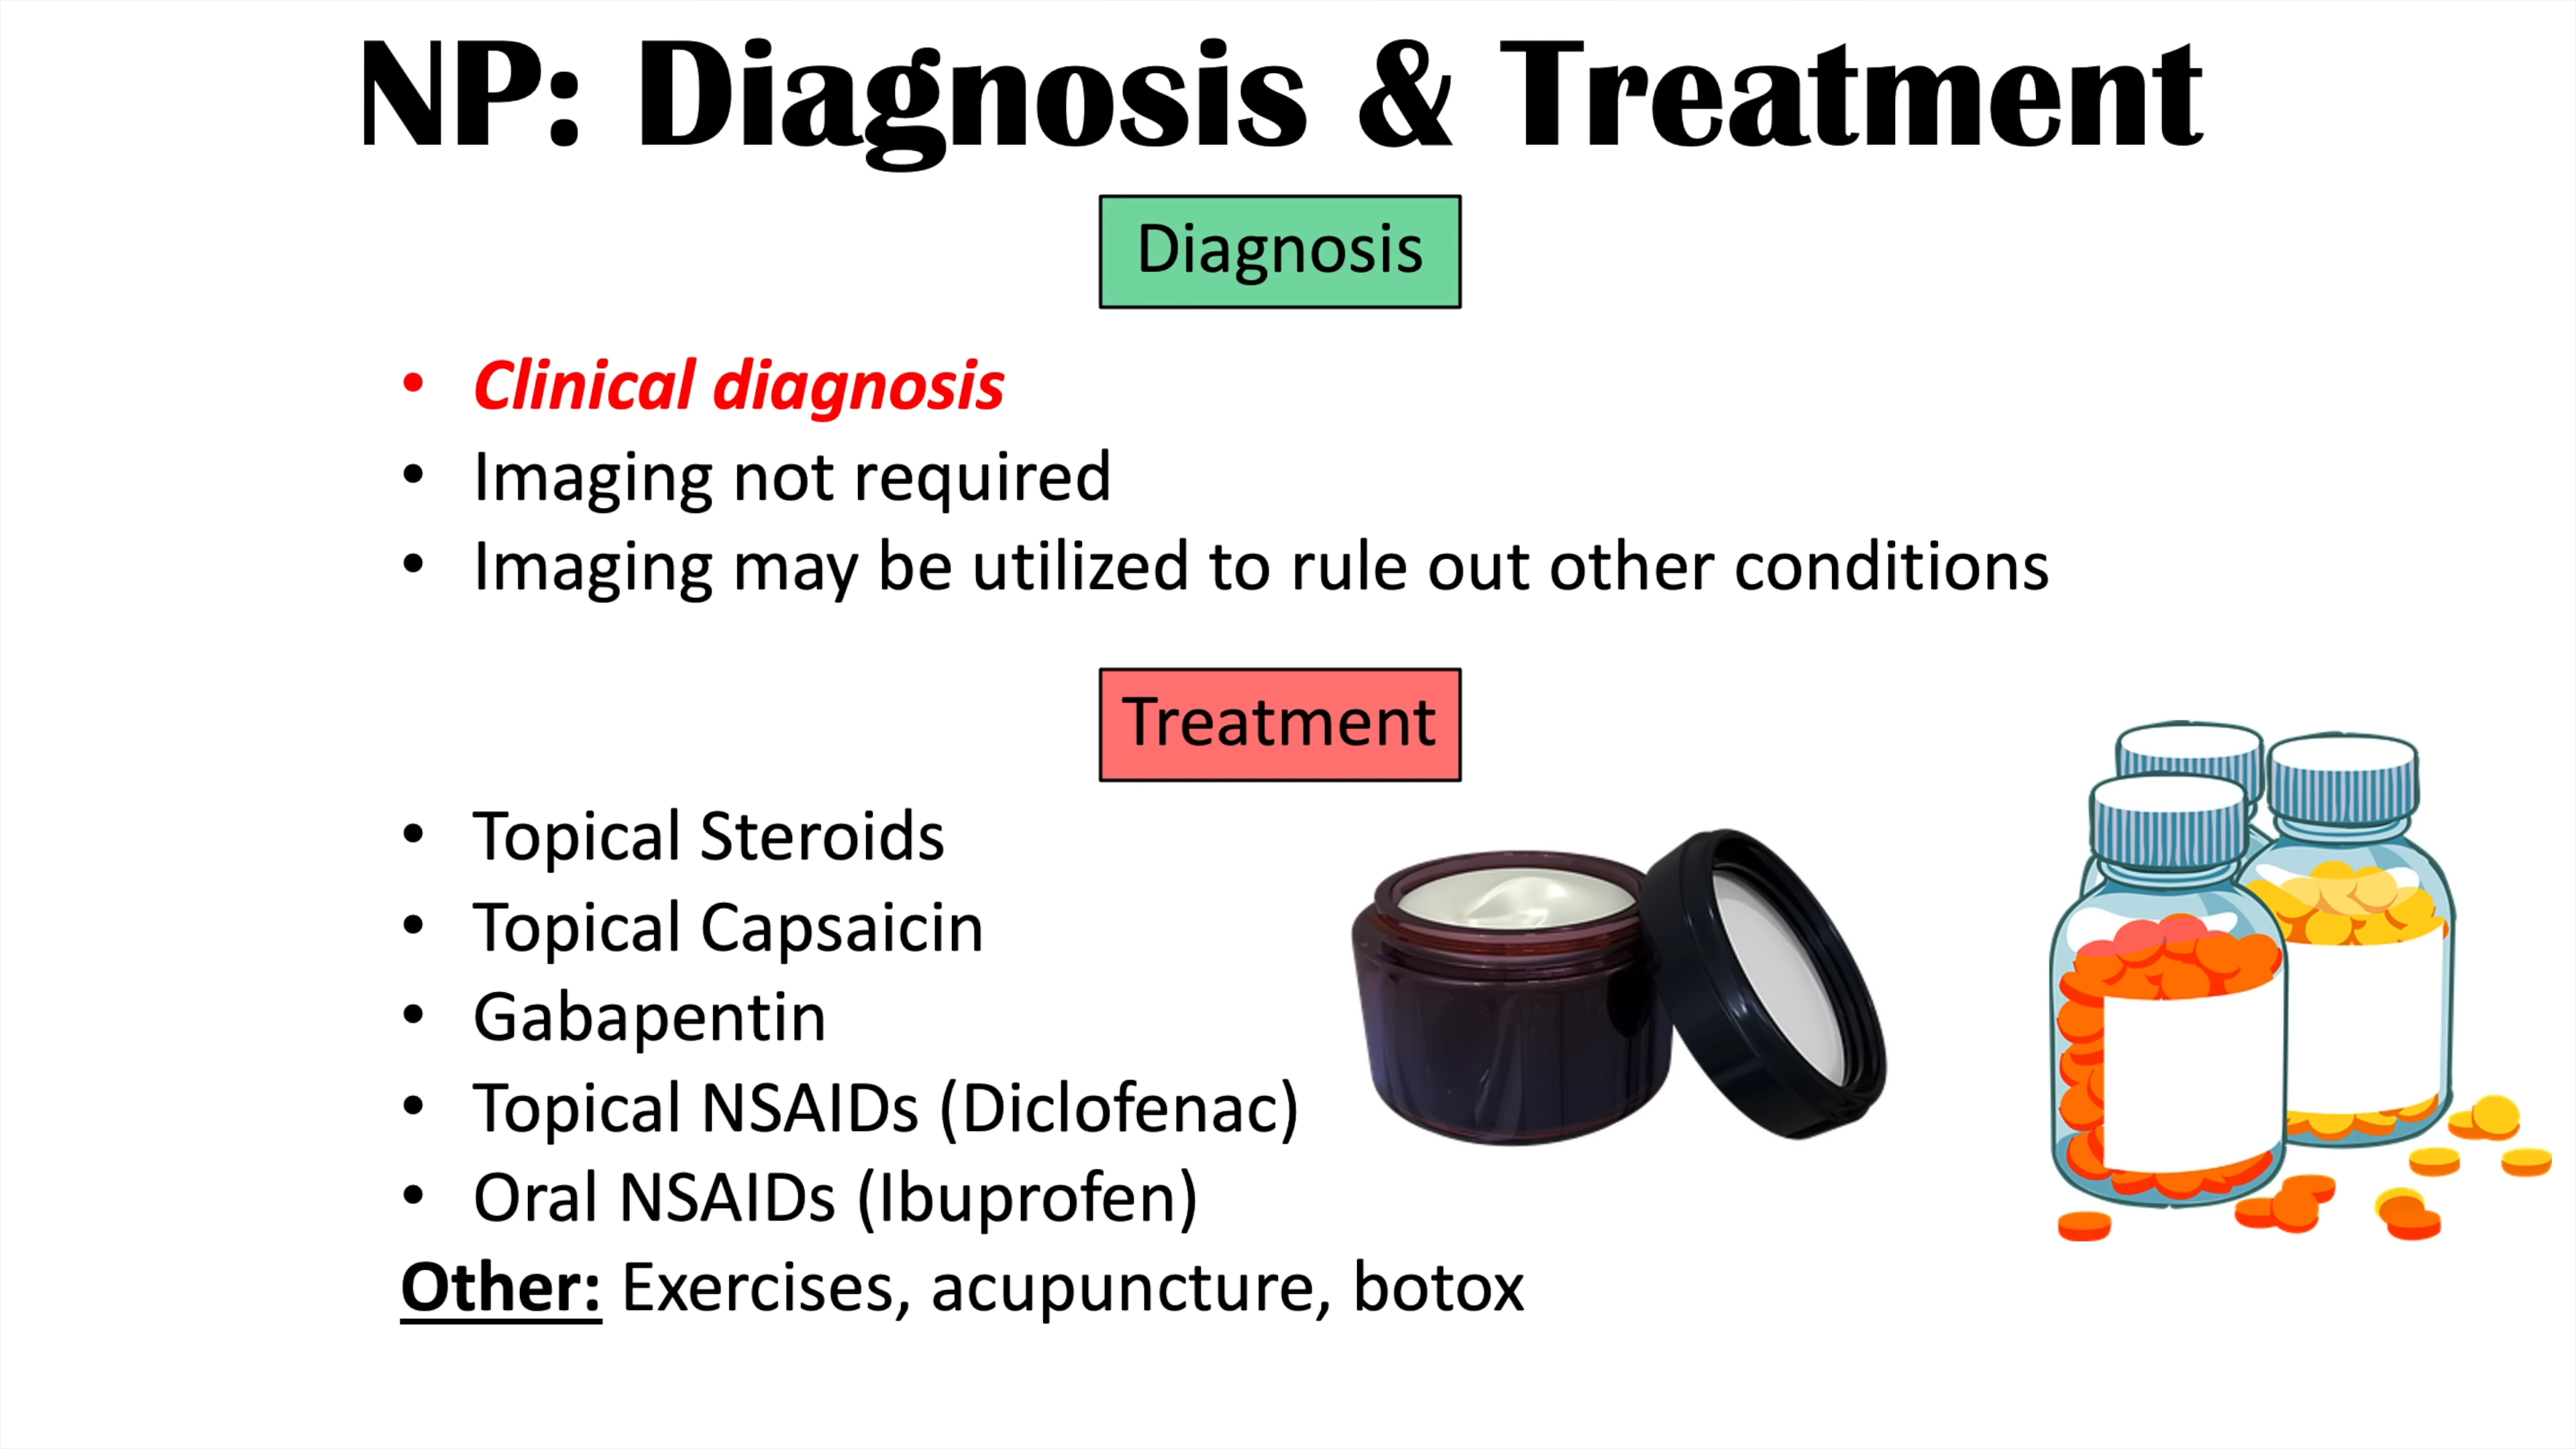 NP: Diagnosis & Treatment
Diagnosis
• Clinical diagnosis
• Imaging not required
• Imaging may be utilized to rule out other conditions
Treatment
• Topical Steroids
• Topical Capsaicin
• Gabapentin
• Topical NSAIDs (Diclofenac)
• Oral NSAIDs (Ibuprofen)
Other: Exercises, acupuncture, botox